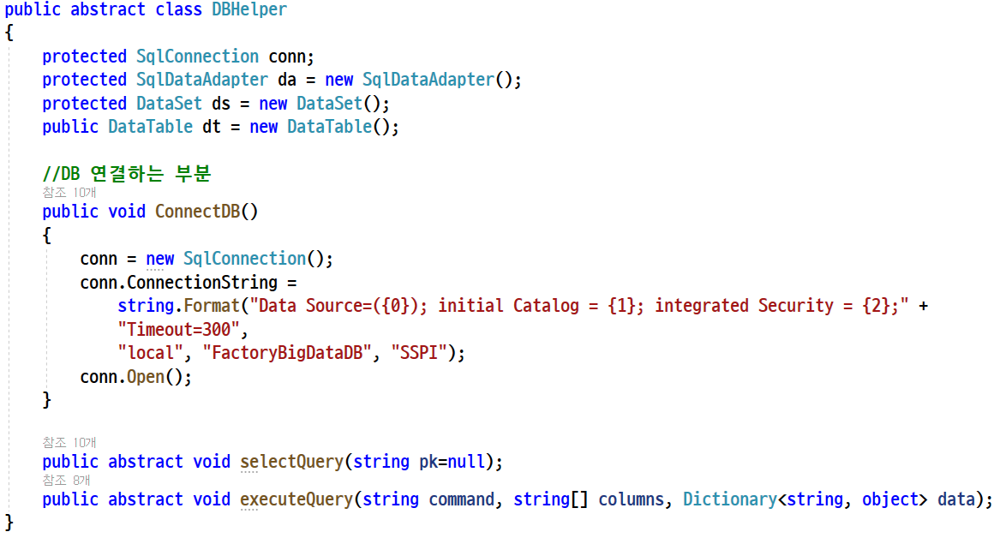 public abstract class DBHelper
{
    protected SqlConnection conn;
    protected SqlDataAdapter da = new SqlDataAdapter();
    protected DataSet ds = new DataSet();
    public DataTable dt = new DataTable();

    //DB 연결하는 부분
    참조 10개
    public void ConnectDB()
    {
        conn = new SqlConnection();
        conn.ConnectionString =
            string.Format("Data Source=({0}); initial Catalog = {1}; integrated Security = {2};" +
            "Timeout=300",
            "local", "FactoryBigDataDB", "SSPI");
        conn.Open();
    }

    참조 10개
    public abstract void selectQuery(string pk=null);
    참조 8개
    public abstract void executeQuery(string command, string[] columns, Dictionary<string, object> data);
}